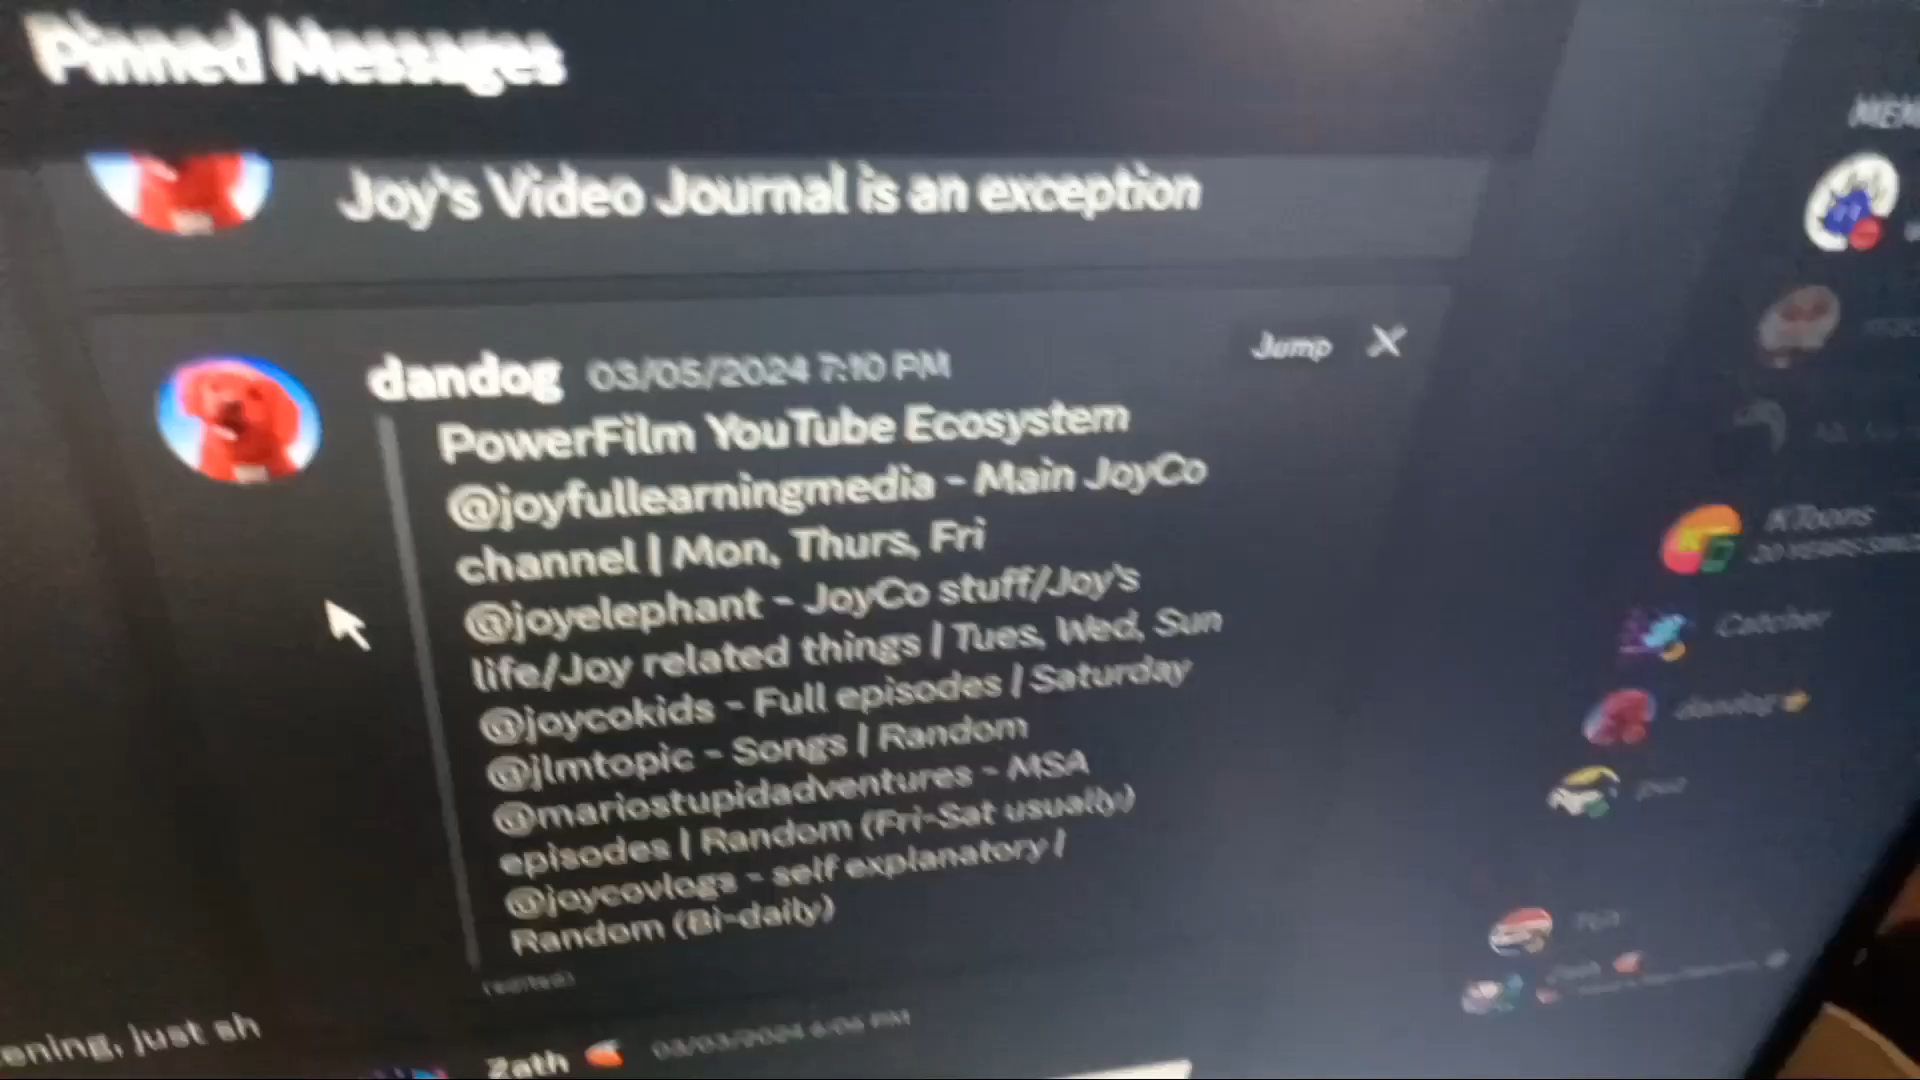 Pinned Messages
Joy's Video Journal is an exception
dandog 03/05/2024 7:10 PM
Jump
PowerFilm YouTube Ecosystem
@joyfullearningmedia - Main JoyCo
channel | Mon, Thurs, Fri
@joyelephant - JoyCo stuff/Joy's
life/Joy related things | Tues, Wed, Sun
@joycokids - Full episodes | Saturday
@jlmtopic - Songs | Random
@mariostupidadventures - MSA
episodes | Random (Fri-Sat usually)
@joycovlogs - self explanatory |
Random (Bi-daily)
(edited)
Zath 03/03/2024 6:06 PM
ening, just sh
KToons
Catcher
dandog